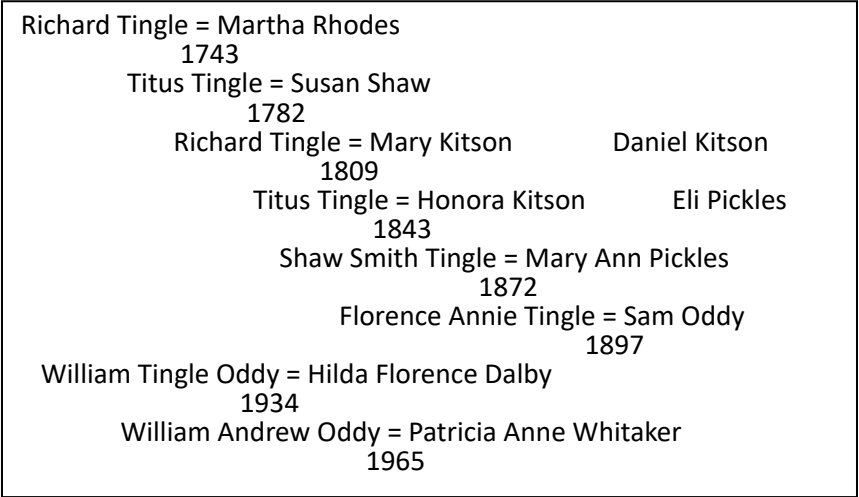 Richard Tingle = Martha Rhodes
1743
Titus Tingle = Susan Shaw
1782
Richard Tingle = Mary Kitson Daniel Kitson
1809
Titus Tingle = Honora Kitson Eli Pickles
1843
Shaw Smith Tingle = Mary Ann Pickles
1872
Florence Annie Tingle = Sam Oddy
1897
William Tingle Oddy = Hilda Florence Dalby
1934
William Andrew Oddy = Patricia Anne Whitaker
1965